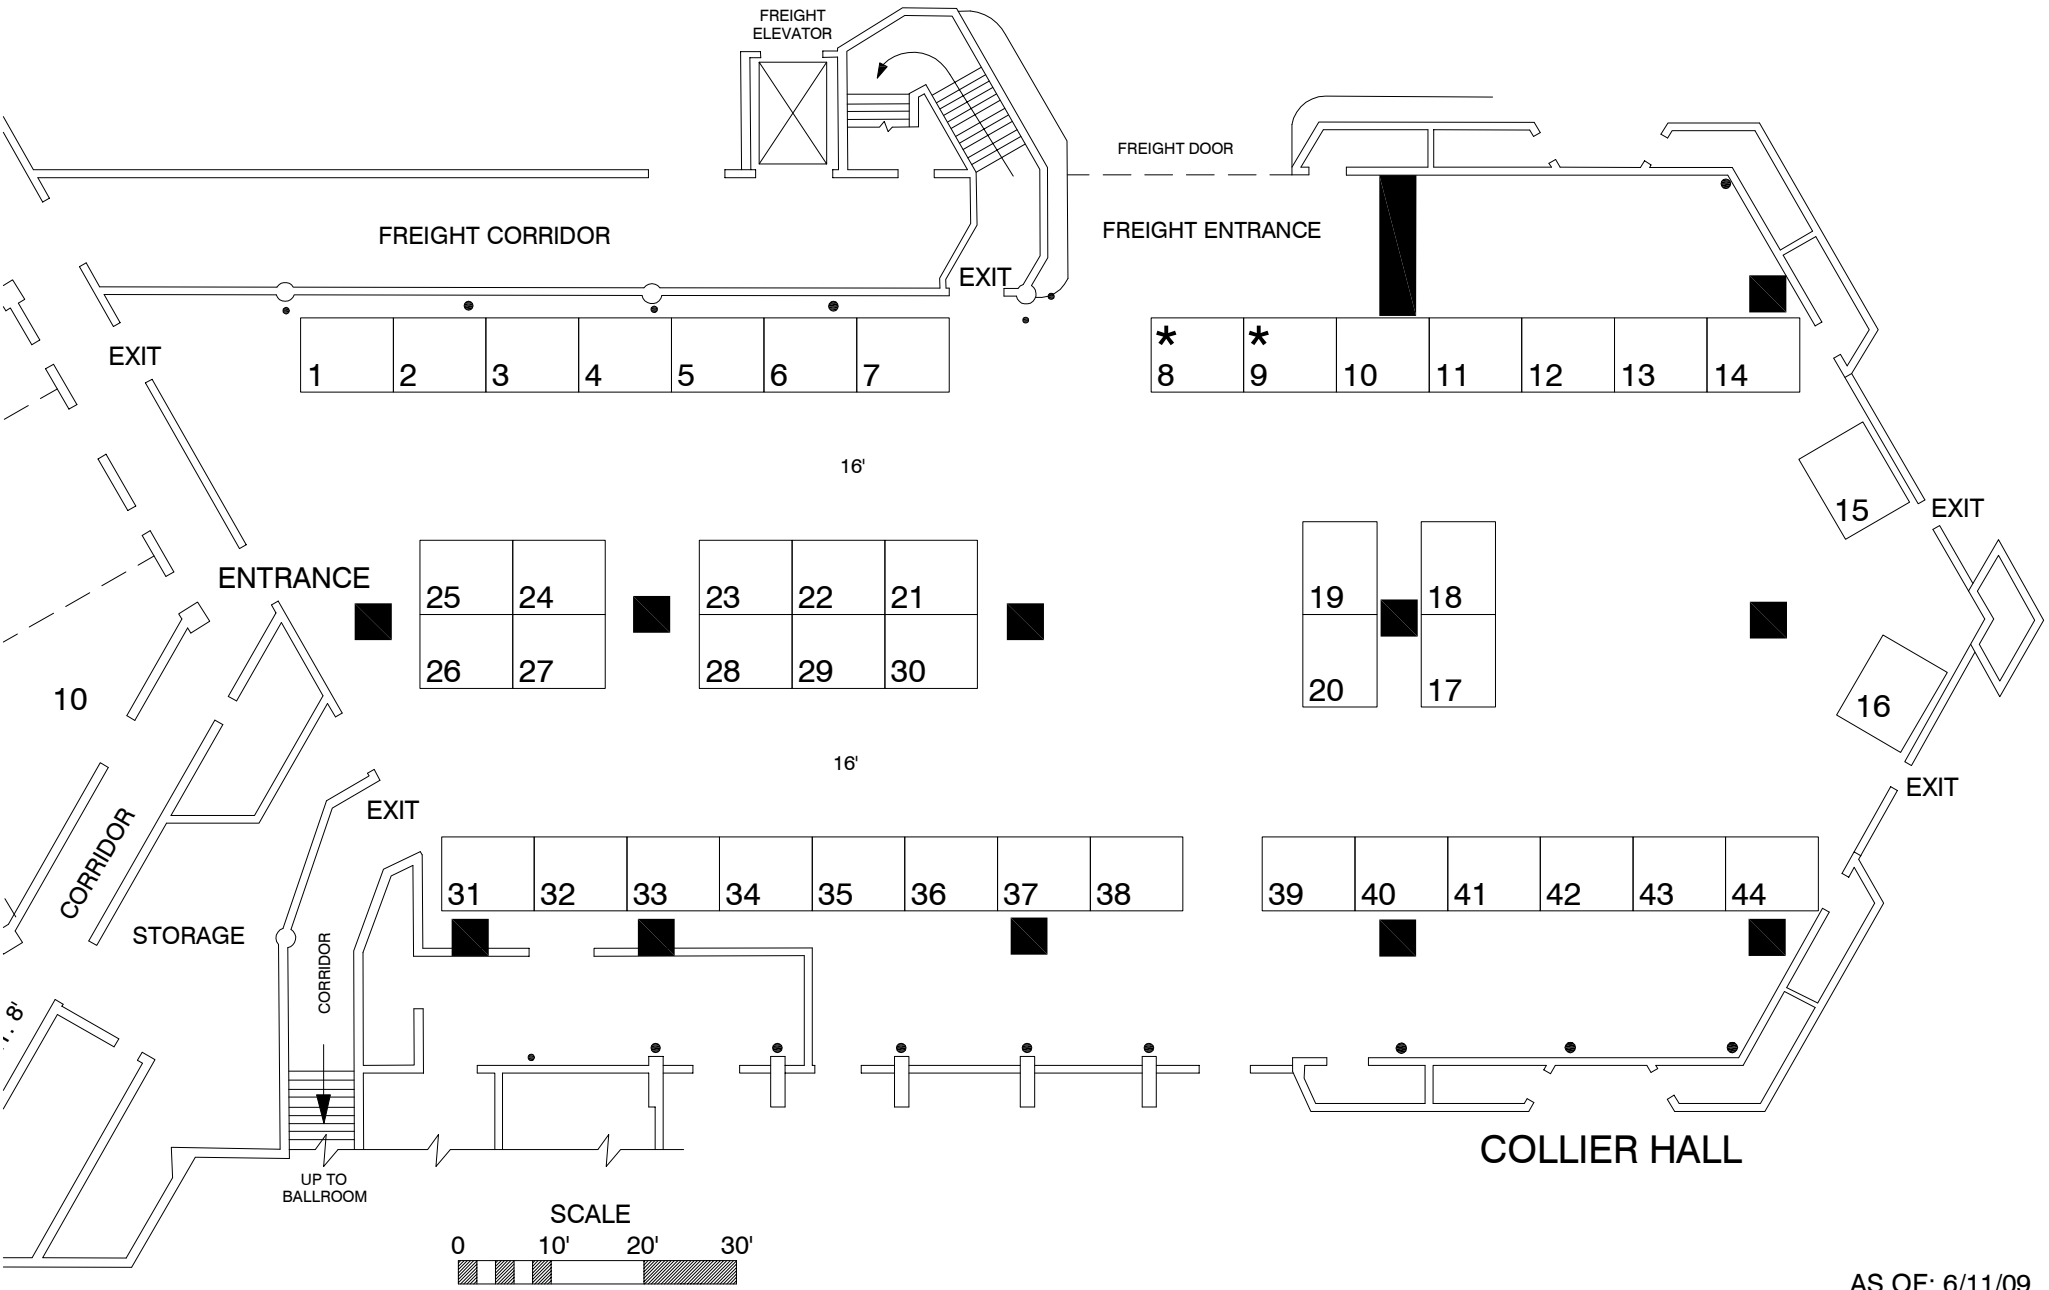 FREIGHT
ELEVATOR
FREIGHT DOOR
FREIGHT CORRIDOR
FREIGHT ENTRANCE
EXIT
EXIT
1 2 3 4 5 6 7
* *
8 9 10 11 12 13 14
16'
15
EXIT
ENTRANCE
25 24 23 22 21 19 18
26 27 28 29 30 20 17
10
16
16'
EXIT
EXIT
CORRIDOR
31 32 33 34 35 36 37 38 39 40 41 42 43 44
STORAGE
CORRIDOR
8'
UP TO
BALLROOM
COLLIER HALL
SCALE
0 10' 20' 30'
AS OF: 6/11/09